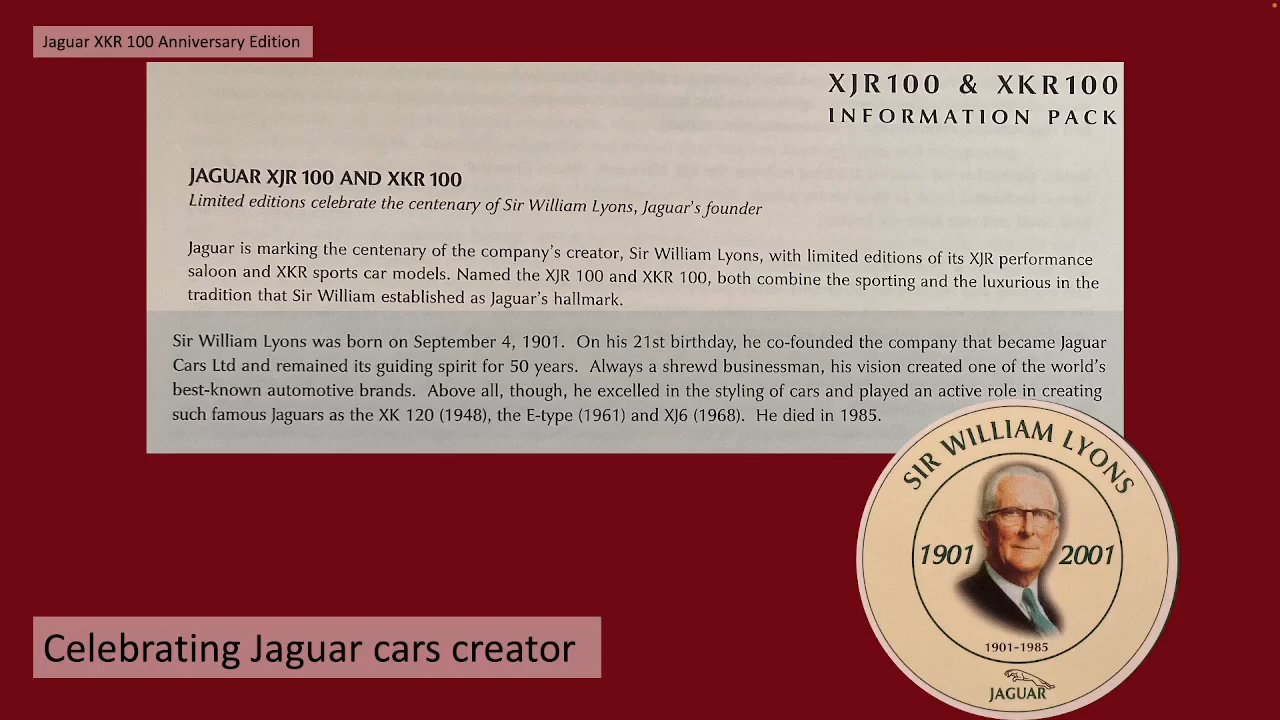 Jaguar XKR 100 Anniversary Edition
XJR100 & XKR100
INFORMATION PACK
JAGUAR XJR 100 AND XKR 100
Limited editions celebrate the centenary of Sir William Lyons, Jaguar's founder
Jaguar is marking the centenary of the company's creator, Sir William Lyons, with limited editions of its XJR performance
saloon and XKR sports car models. Named the XJR 100 and XKR 100, both combine the sporting and the luxurious in the
tradition that Sir William established as Jaguar's hallmark.
Sir William Lyons was born on September 4, 1901. On his 21st birthday, he co-founded the company that became Jaguar
Cars Ltd and remained its guiding spirit for 50 years. Always a shrewd businessman, his vision created one of the world's
best-known automotive brands. Above all, though, he excelled in the styling of cars and played an active role in creating
such famous Jaguars as the XK 120 (1948), the E-type (1961) and XJ6 (1968). He died in 1985.
SIR WILLIAM LYONS
1901 2001
1901-1985
JAGUAR
Celebrating Jaguar cars creator